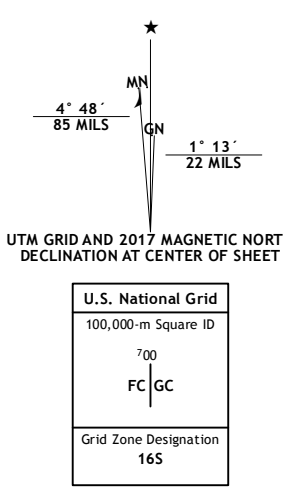 ★
MN
4° 48´
85 MILS
GN
1° 13´
22 MILS
UTM GRID AND 2017 MAGNETIC NORT
DECLINATION AT CENTER OF SHEET
U.S. National Grid
100,000-m Square ID
⁷00
FC GC
Grid Zone Designation
16S